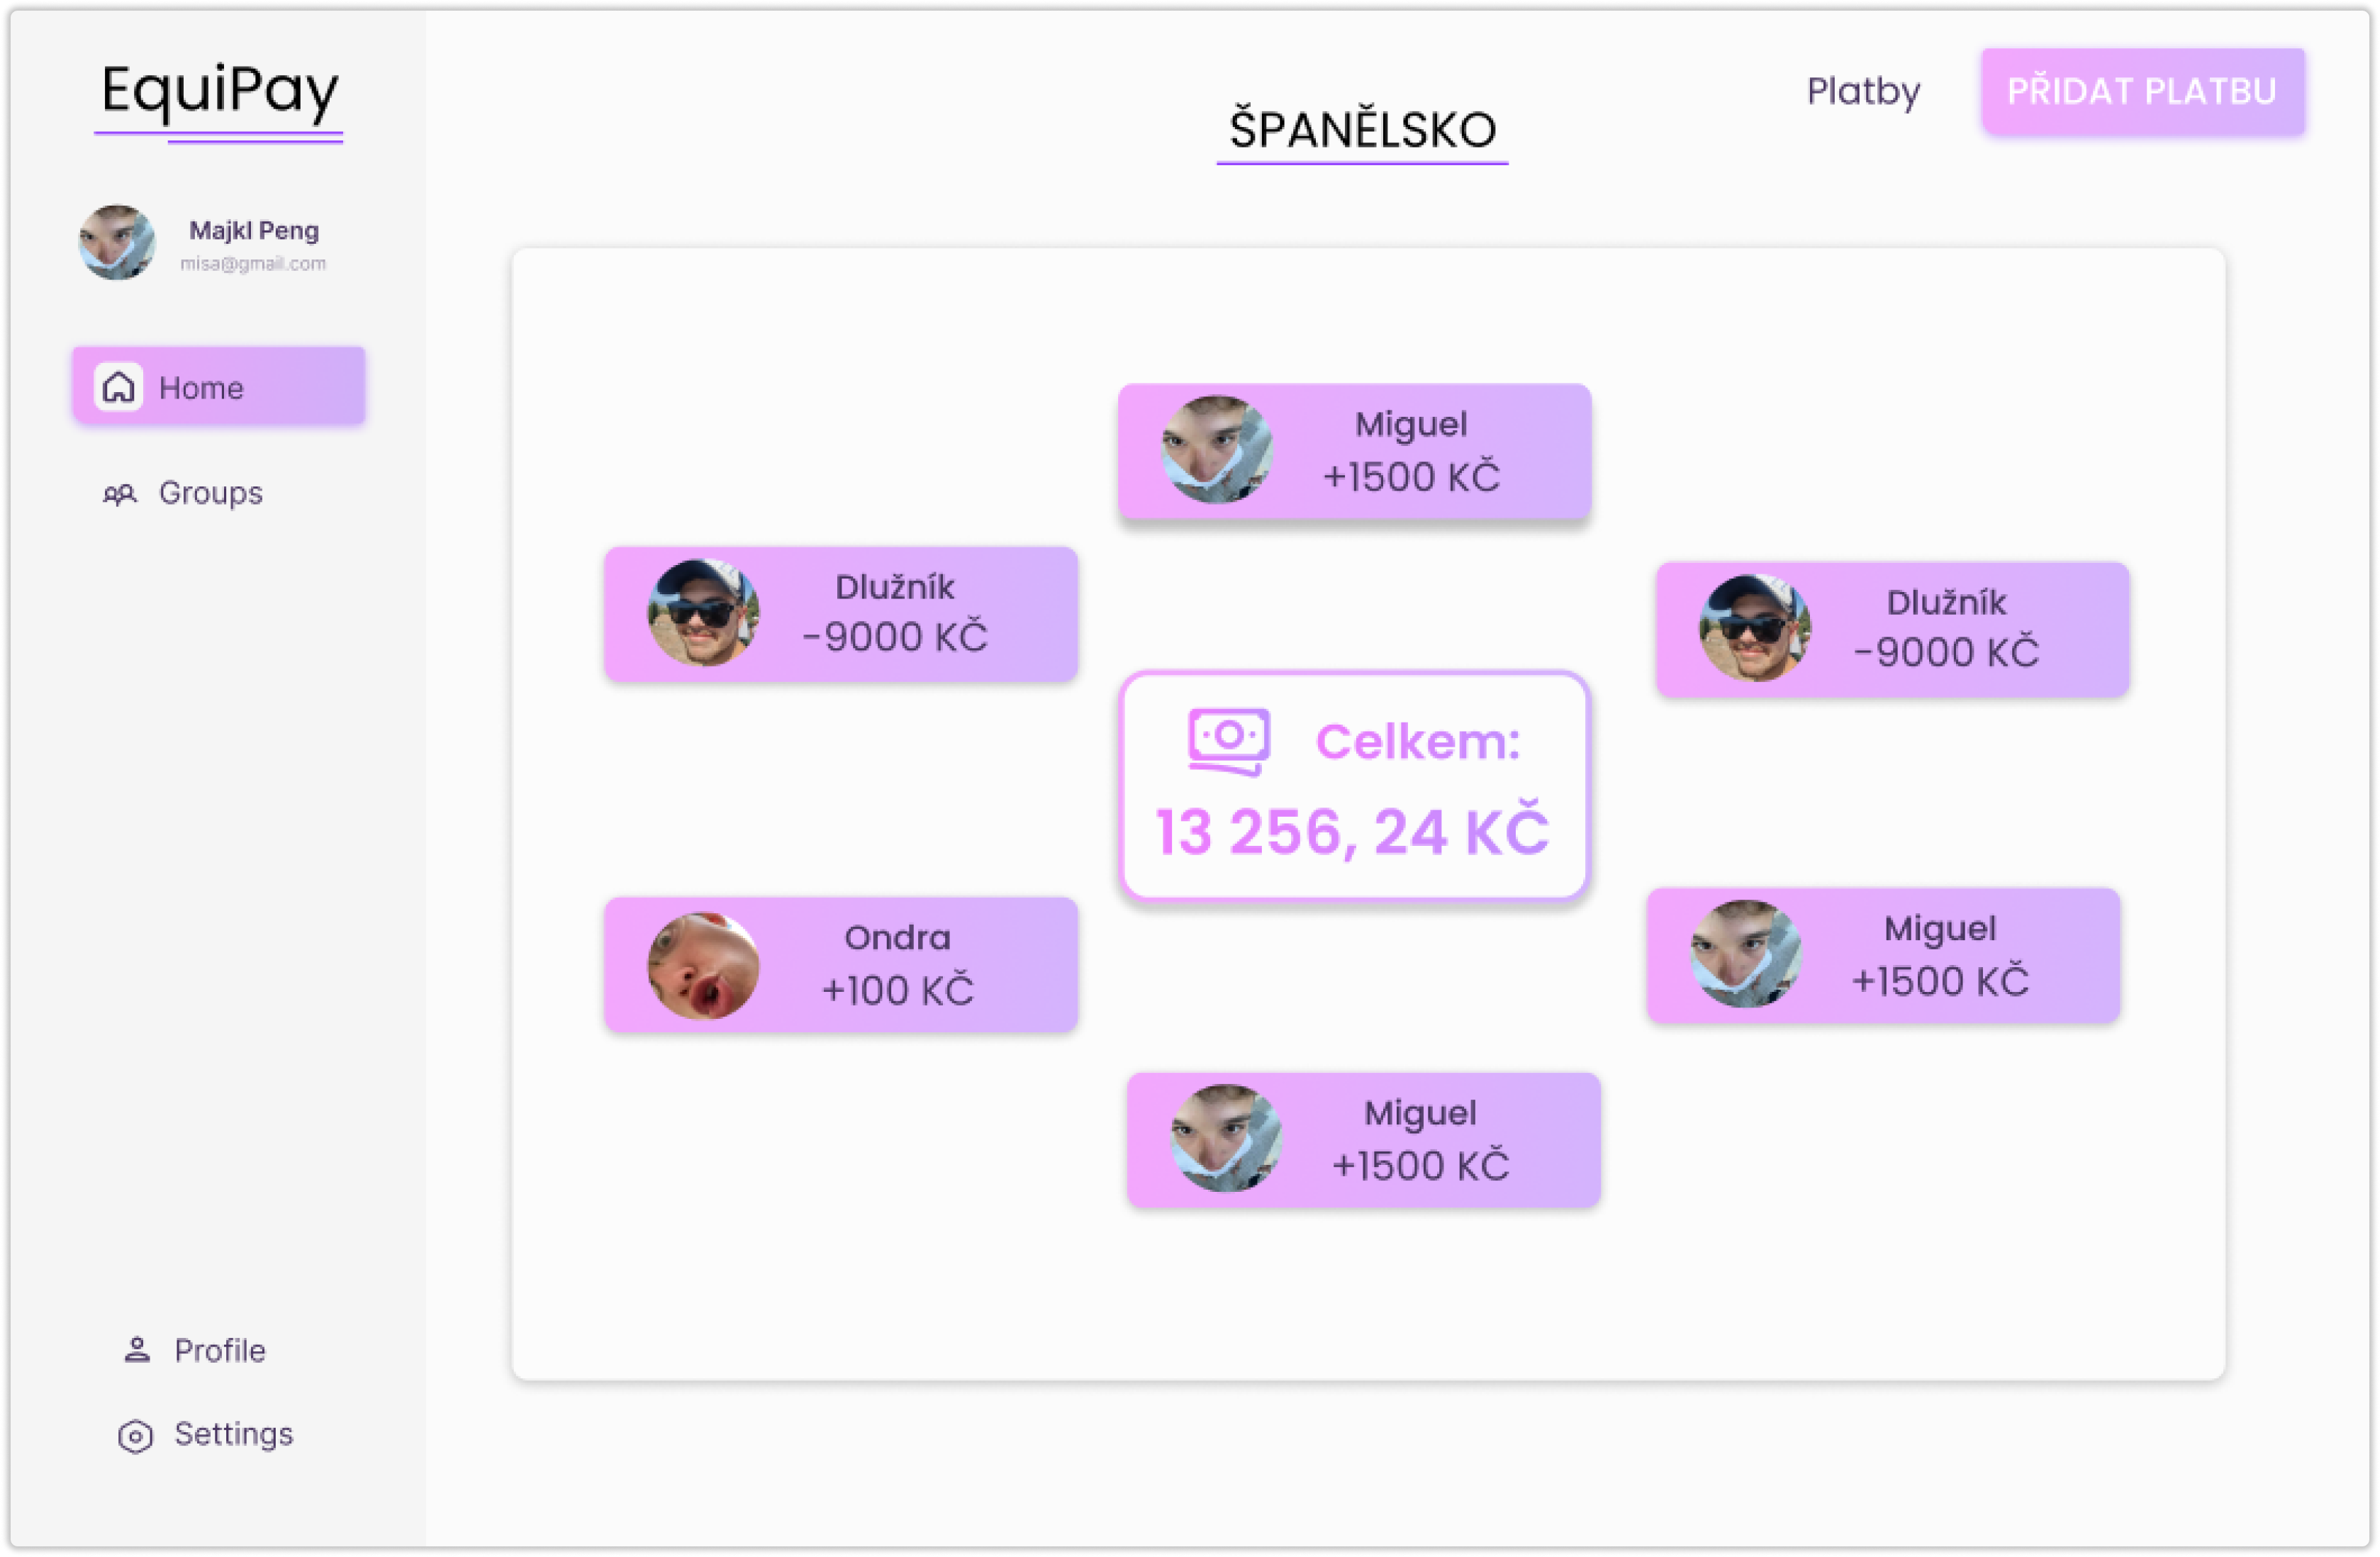 EquiPay
Majkl Peng
misa@gmail.com
Home
Groups
Profile
Settings
Platby
PŘIDAT PLATBU
ŠPANĚLSKO
Miguel
+1500 KČ
Dlužník
-9000 KČ
Dlužník
-9000 KČ
Celkem:
13 256, 24 KČ
Ondra
+100 KČ
Miguel
+1500 KČ
Miguel
+1500 KČ